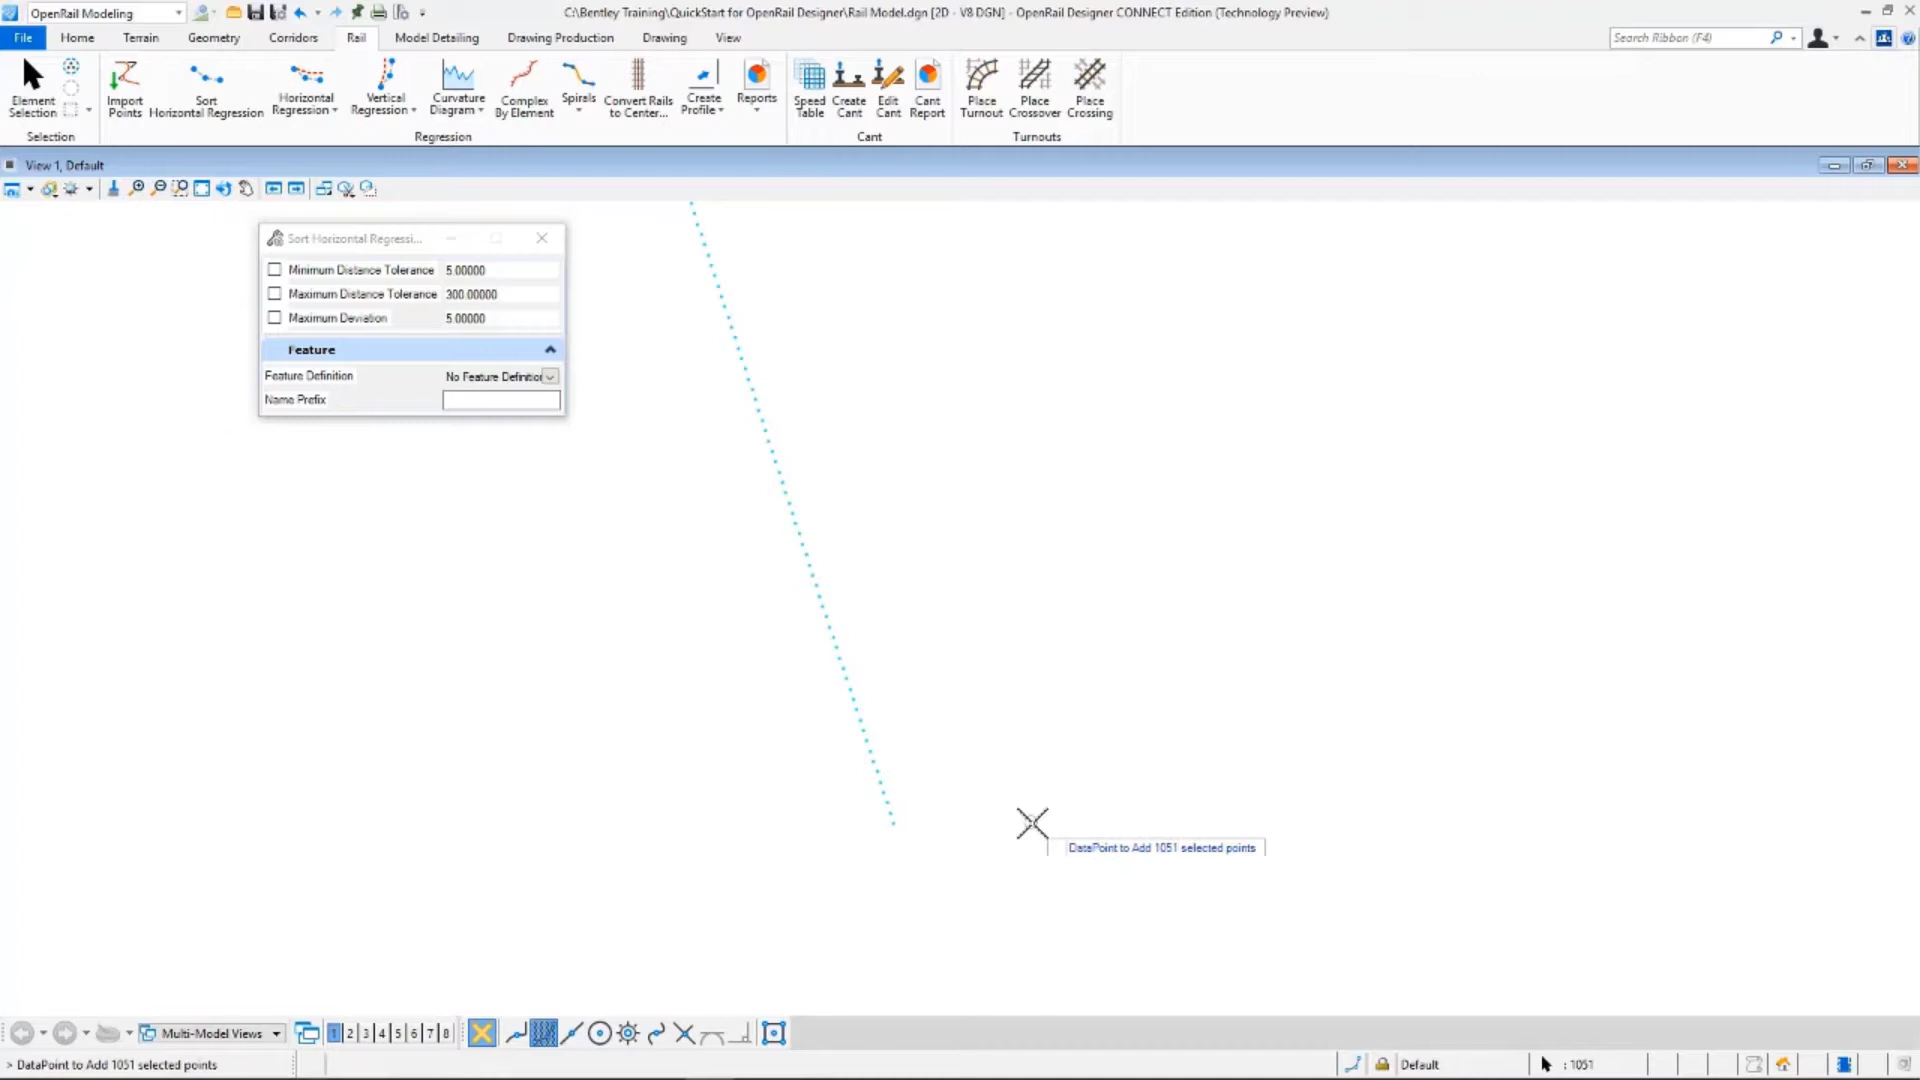 OpenRail Modeling
C:\Bentley Training\QuickStart for OpenRail Designer\Rail Model.dgn [2D - V8 DGN] - OpenRail Designer CONNECT Edition (Technology Preview)
File Home Terrain Geometry Corridors Rail Model Detailing Drawing Production Drawing View
Search Ribbon (F4)
Element Selection
Import Points
Sort Horizontal Regression
Horizontal Regression
Vertical Regression
Curvature Diagram
Complex By Element
Spirals
Convert Rails to Center...
Create Profile
Reports
Speed Table
Create Cant
Edit Cant
Cant Report
Place Turnout
Place Crossover
Place Crossing
Selection Regression Cant Turnouts
View 1, Default
Sort Horizontal Regressi...
Minimum Distance Tolerance 5.00000
Maximum Distance Tolerance 300.00000
Maximum Deviation 5.00000
Feature
Feature Definition No Feature Definition
Name Prefix
DataPoint to Add 1051 selected points
Multi-Model Views 1 2 3 4 5 6 7 8
> DataPoint to Add 1051 selected points
Default : 1051